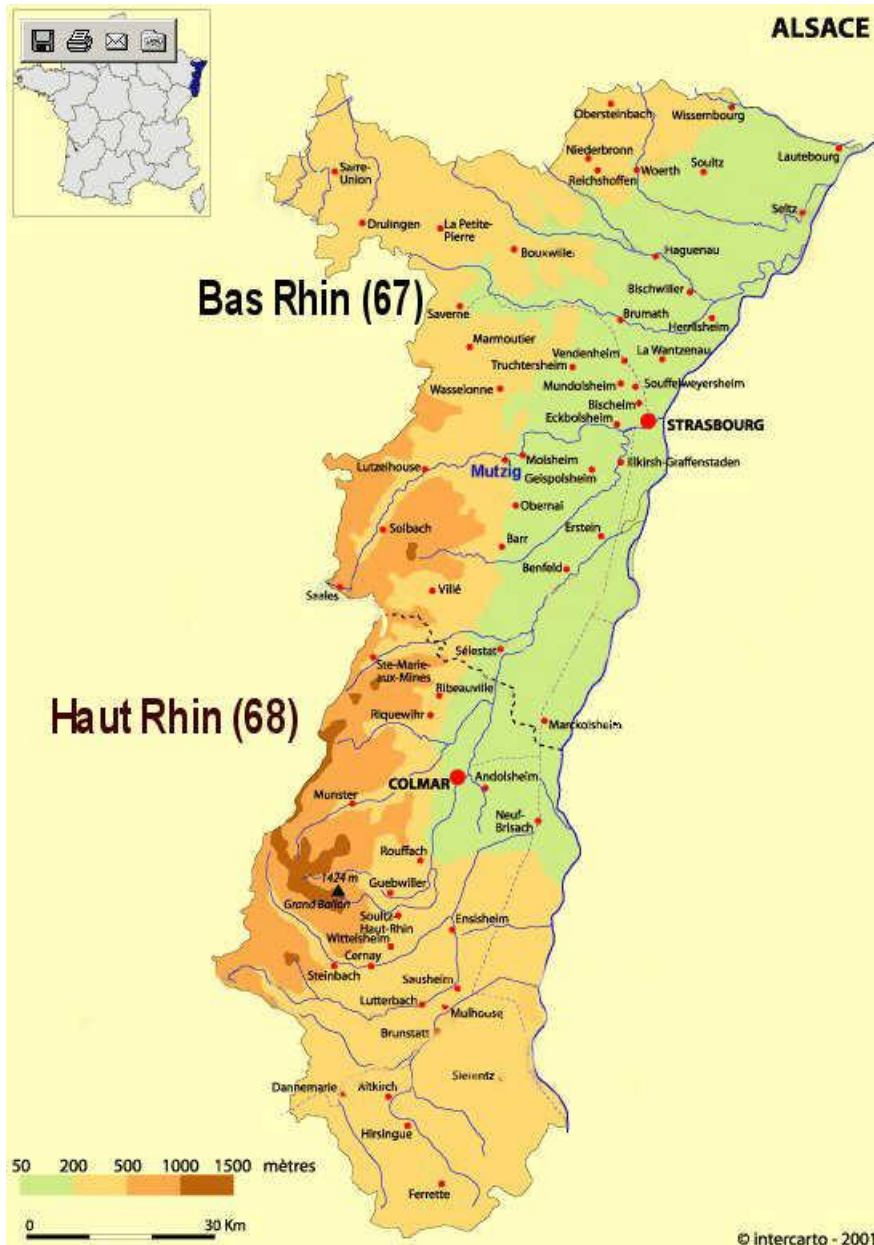 ALSACE
Obersteinbach
Wissembourg
Niederbronn
Lautebourg
Sarre-
Union
Reichshoffen
Woerth
Soultz
Seltz
Drulingen
La Petite-
Pierre
Bouxwiller
Haguenau
Bas Rhin (67)
Bischwiller
Saverne
Brumath
Herrlisheim
Marmoutier
Vendenheim
La Wantzenau
Truchtersheim
Wasselonne
Mundolsheim
Souffelweyersheim
Bischeim
Eckbolsheim
STRASBOURG
Lutzelhouse
Mutzig
Molsheim
Illkirsh-Graffenstaden
Geispolsheim
Obernai
Solbach
Erstein
Barr
Benfeld
Saales
Villé
Sélestat
Ste-Marie-
aux-Mines
Ribeauville
Haut Rhin (68)
Riquewihr
Marckolsheim
COLMAR
Andolsheim
Munster
Neuf-
Brisach
Rouffach
1424 m
Guebwiller
Grand Ballon
Soultz-
Haut-Rhin
Ensisheim
Wittelsheim
Cernay
Steinbach
Sausheim
Lutterbach
Mulhouse
Brunstatt
Sierentz
Dannemarie
Altkirch
Hirsingue
50 200 500 1000 1500 mètres
Ferrette
0 30 Km
© intercarto - 2001